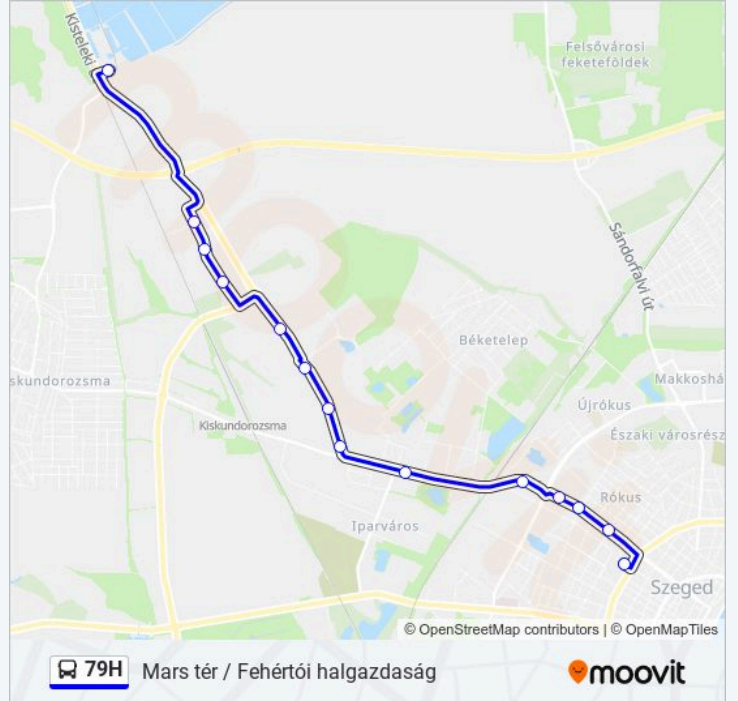 Kisteleki
Felsővárosi
feketeföldek
Sándorfalvi út
Béketelep
skundorozsma
Makkoshá
Újrókus
Kiskundorozsma
Északi városrész
Rókus
Iparváros
Szeged
© OpenStreetMap contributors | © OpenMapTiles
79H Mars tér / Fehértói halgazdaság
moovit